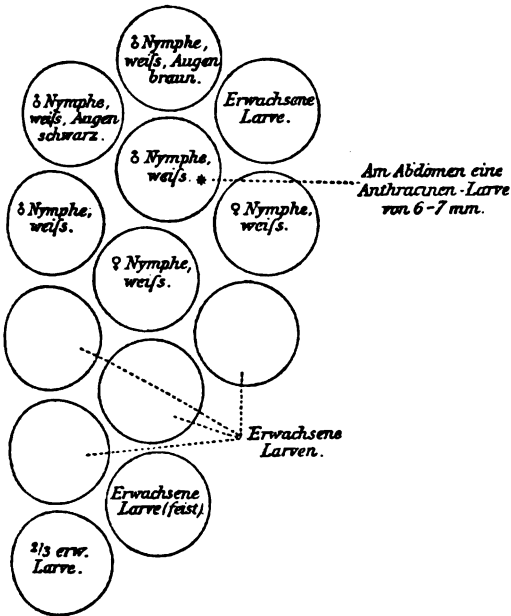 ♂ Nymphe,
weiſs, Augen
braun.
♂ Nymphe,
weiſs, Augen
schwarz.
Erwachsene
Larve.
♂ Nymphe,
weiſs. *
Am Abdomen eine
Anthracinen-Larve
von 6–7 mm.
♂ Nymphe,
weiſs.
♀ Nymphe,
weiſs.
♀ Nymphe,
weiſs.
Erwachsene
Larven.
Erwachsene
Larve (feist).
2/3 erw.
Larve.